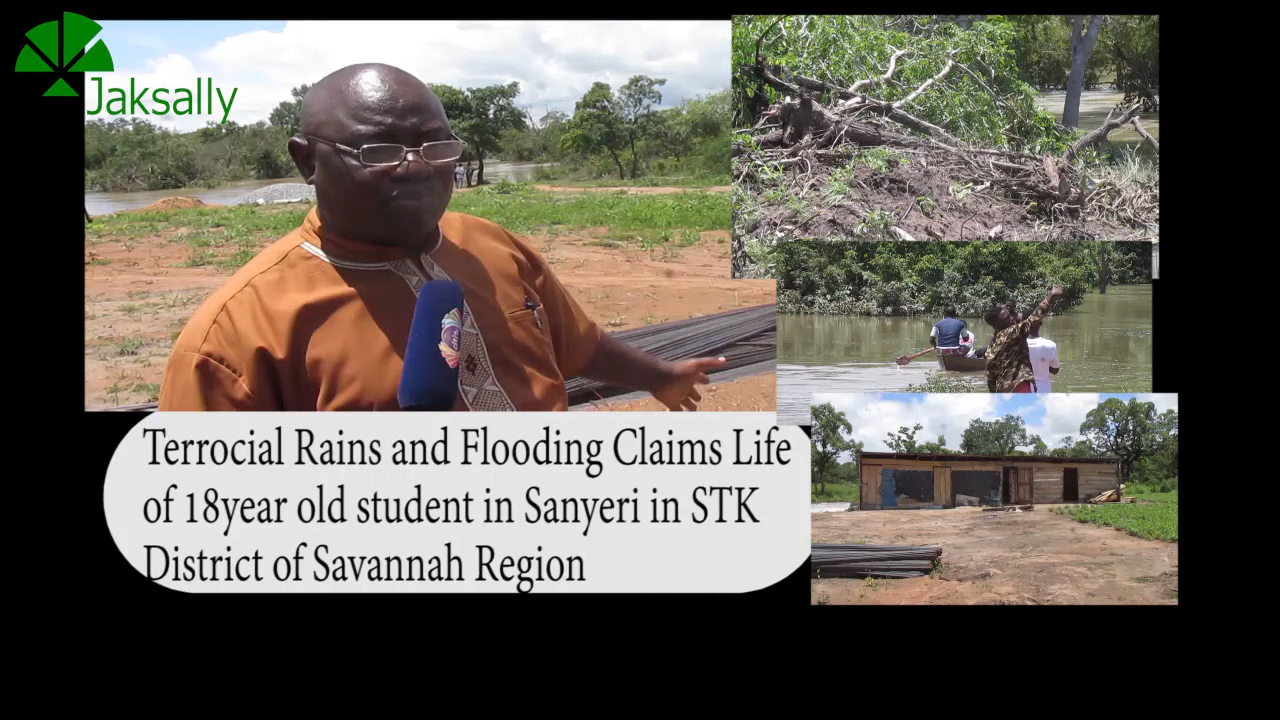 Jaksally
Terrocial Rains and Flooding Claims Life
of 18year old student in Sanyeri in STK
District of Savannah Region